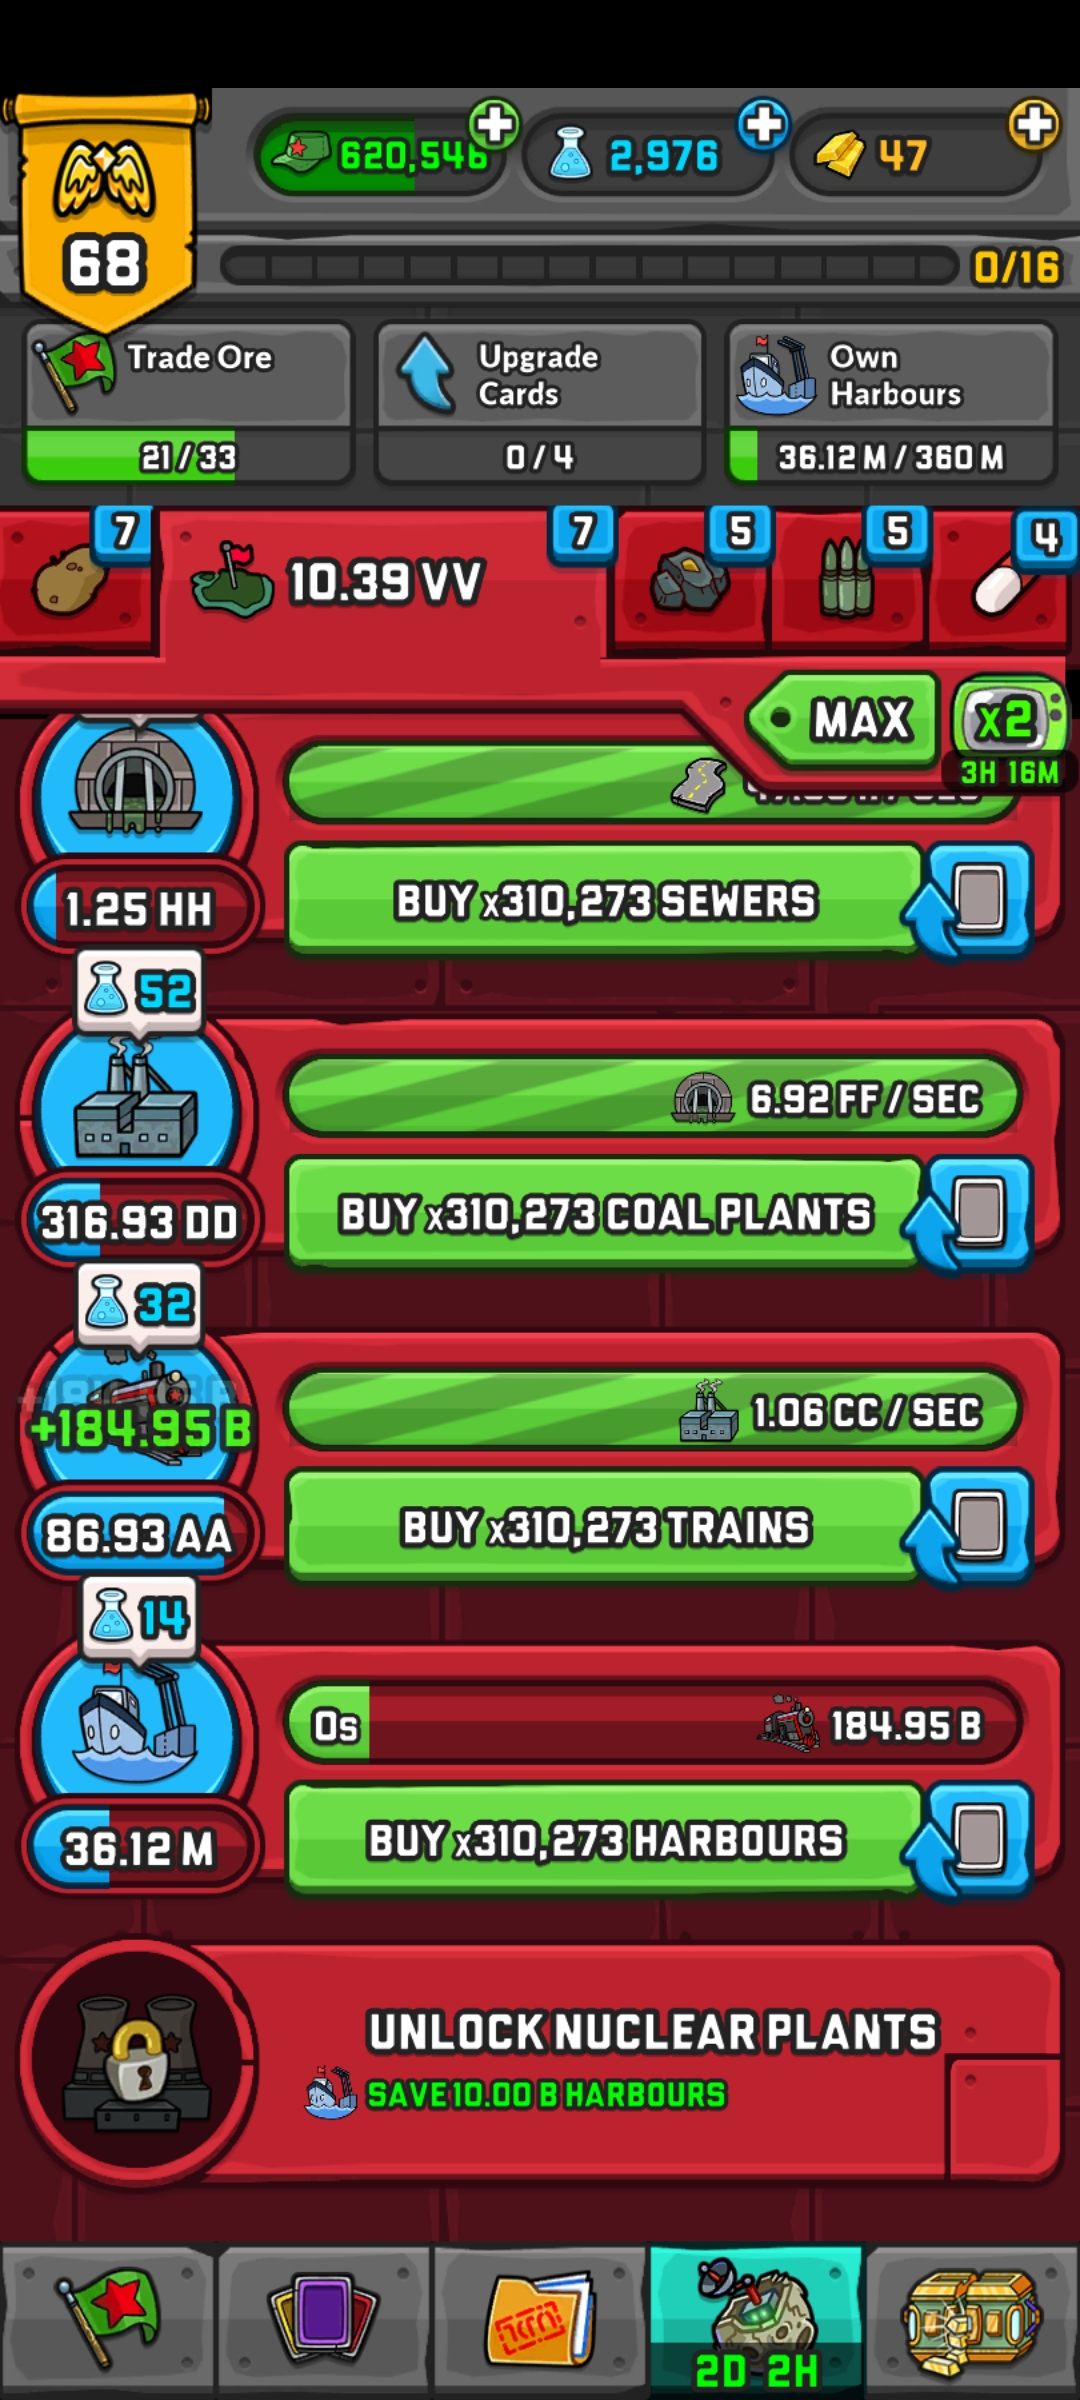 620,546
2,976
47
68
0/16
Trade Ore
21 / 33
Upgrade
Cards
0 / 4
Own
Harbours
36.12 M / 360 M
7
10.39 VV
7
5
5
4
MAX
x2
3H 16M
1.25 HH
BUY x310,273 SEWERS
52
6.92 FF / SEC
316.93 DD
BUY x310,273 COAL PLANTS
32
+184.95 B
1.06 CC / SEC
86.93 AA
BUY x310,273 TRAINS
14
0s
184.95 B
36.12 M
BUY x310,273 HARBOURS
UNLOCK NUCLEAR PLANTS
SAVE 10.00 B HARBOURS
2D 2H